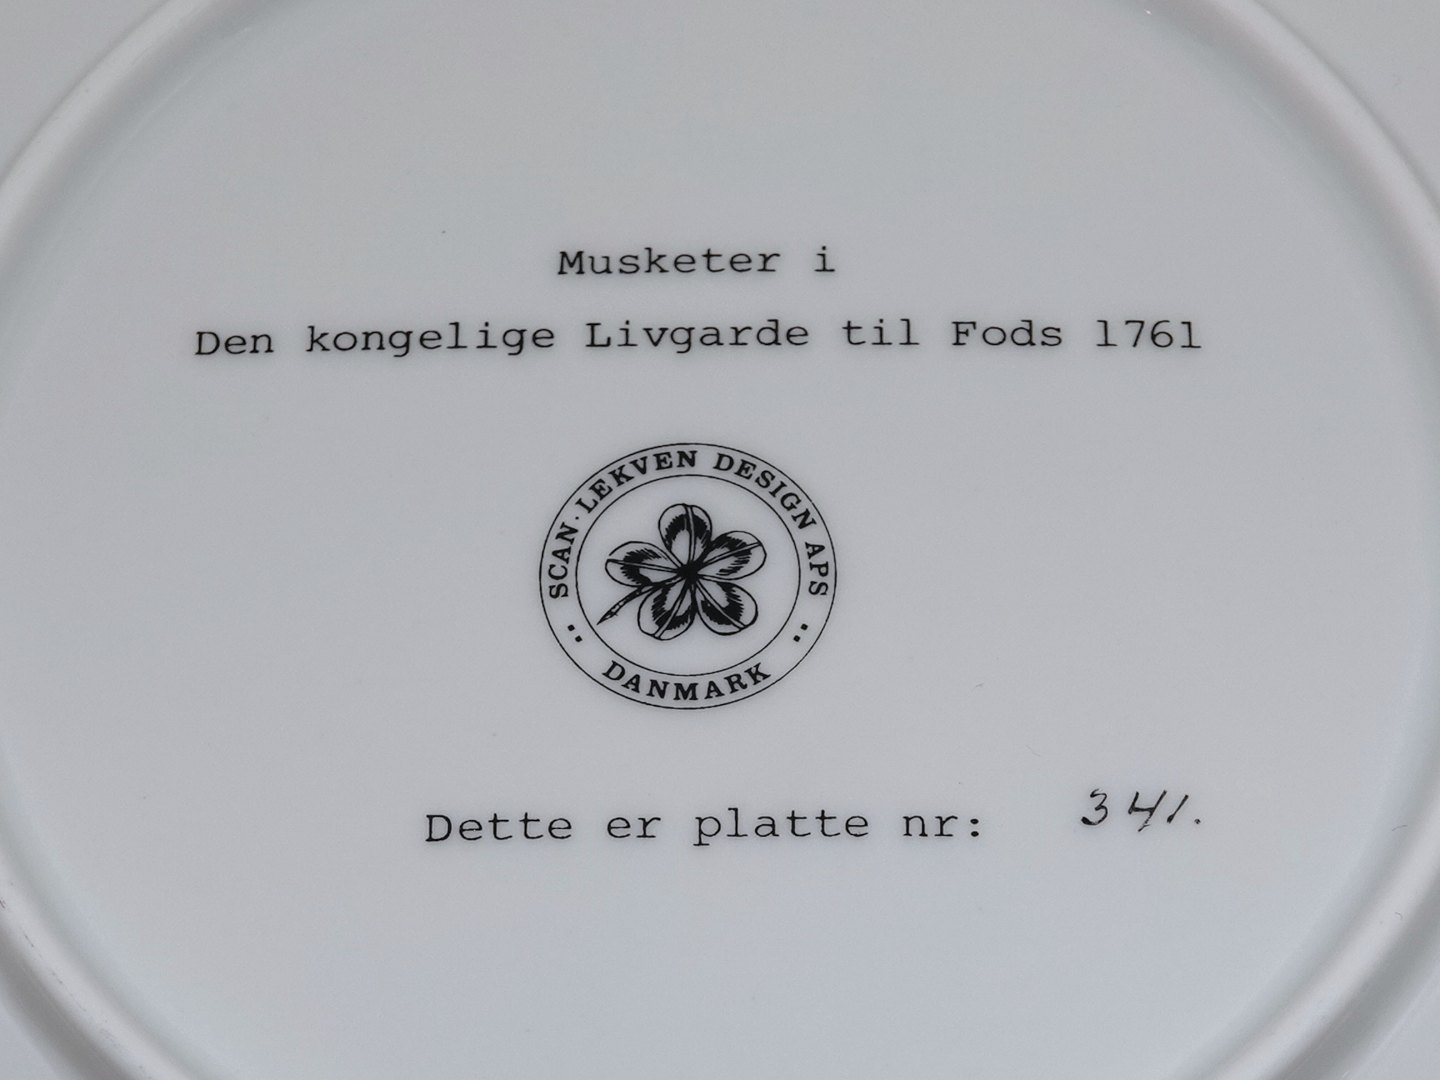 Musketer i
Den kongelige Livgarde til Fods 1761
SCAN·LEKVEN DESIGN APS
DANMARK
Dette er platte nr: 341.